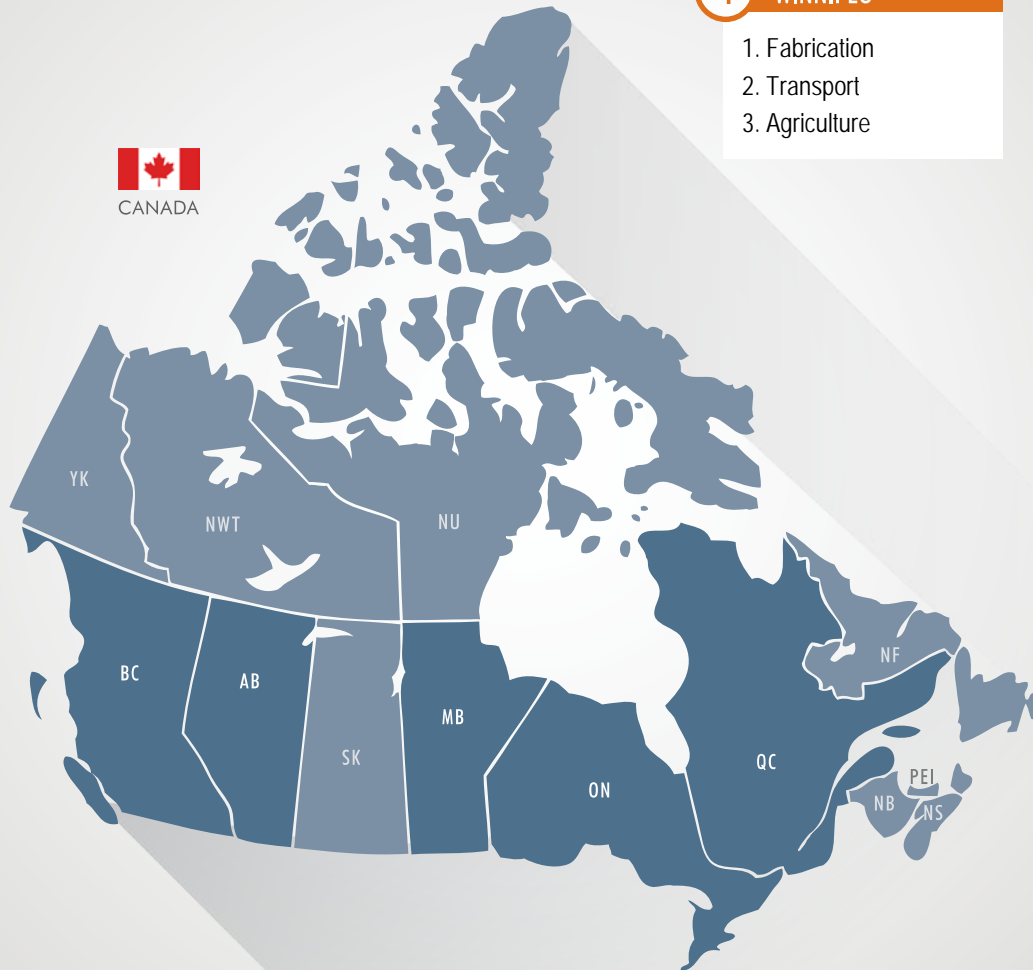 1. Fabrication
2. Transport
3. Agriculture
CANADA
YK
NWT
NU
BC
AB
SK
MB
ON
QC
NF
PEI
NB
NS